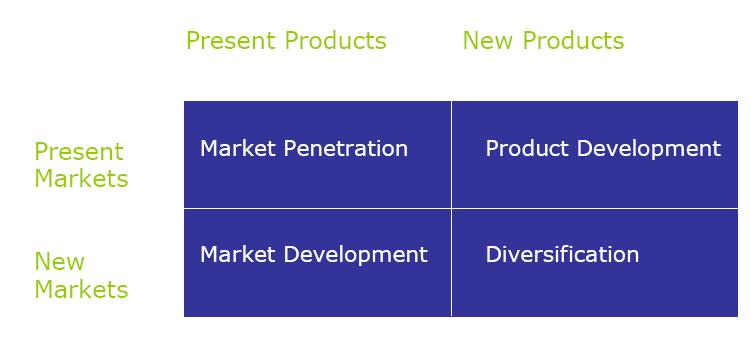 Present Products New Products
Present
Markets
Market Penetration Product Development
New
Markets
Market Development Diversification